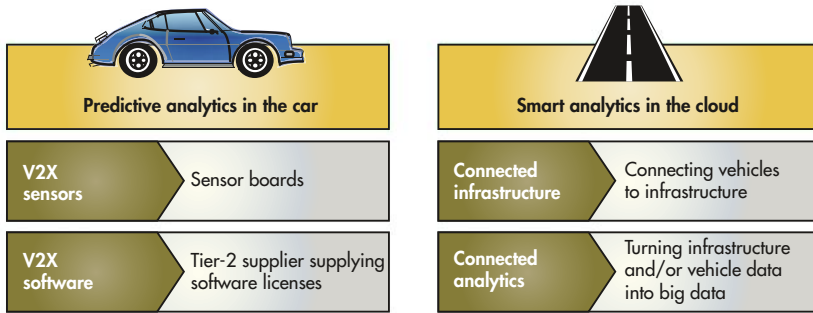 Predictive analytics in the car
V2X
sensors
Sensor boards
V2X
software
Tier-2 supplier supplying
software licenses
Smart analytics in the cloud
Connected
infrastructure
Connecting vehicles
to infrastructure
Connected
analytics
Turning infrastructure
and/or vehicle data
into big data